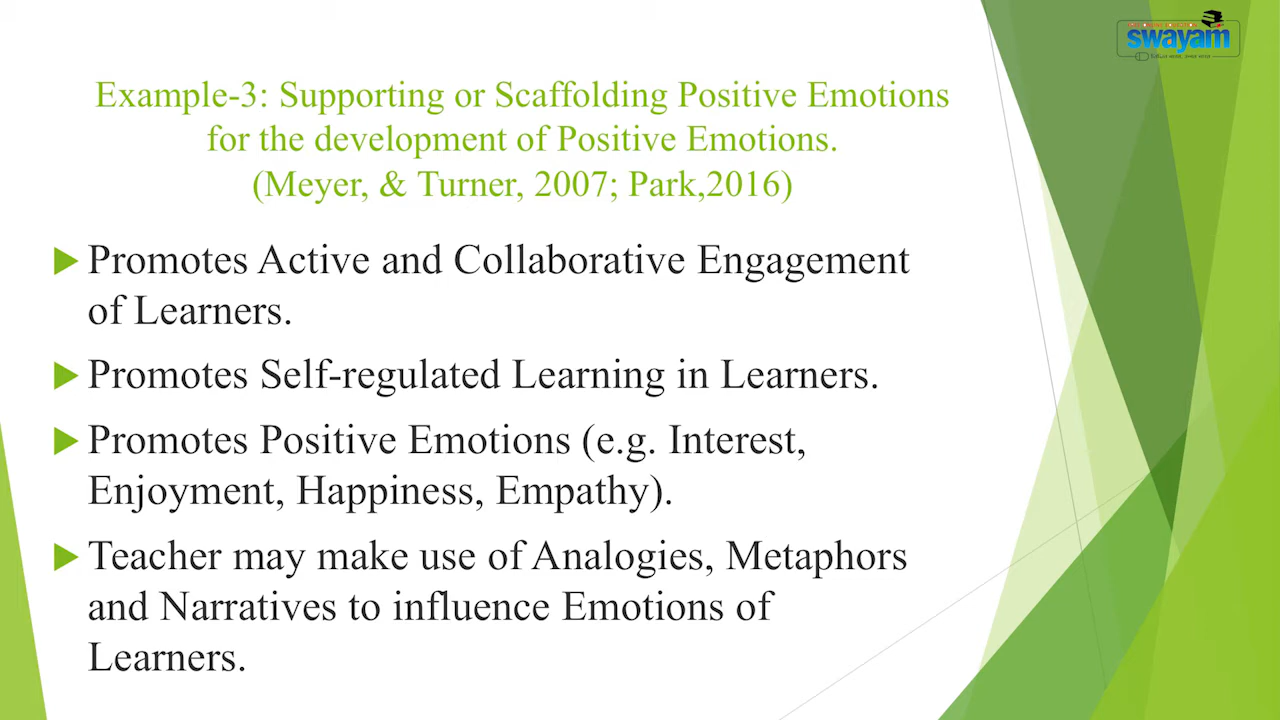 swayam
Example-3: Supporting or Scaffolding Positive Emotions
for the development of Positive Emotions.
(Meyer, & Turner, 2007; Park,2016)
Promotes Active and Collaborative Engagement
of Learners.
Promotes Self-regulated Learning in Learners.
Promotes Positive Emotions (e.g. Interest,
Enjoyment, Happiness, Empathy).
Teacher may make use of Analogies, Metaphors
and Narratives to influence Emotions of
Learners.